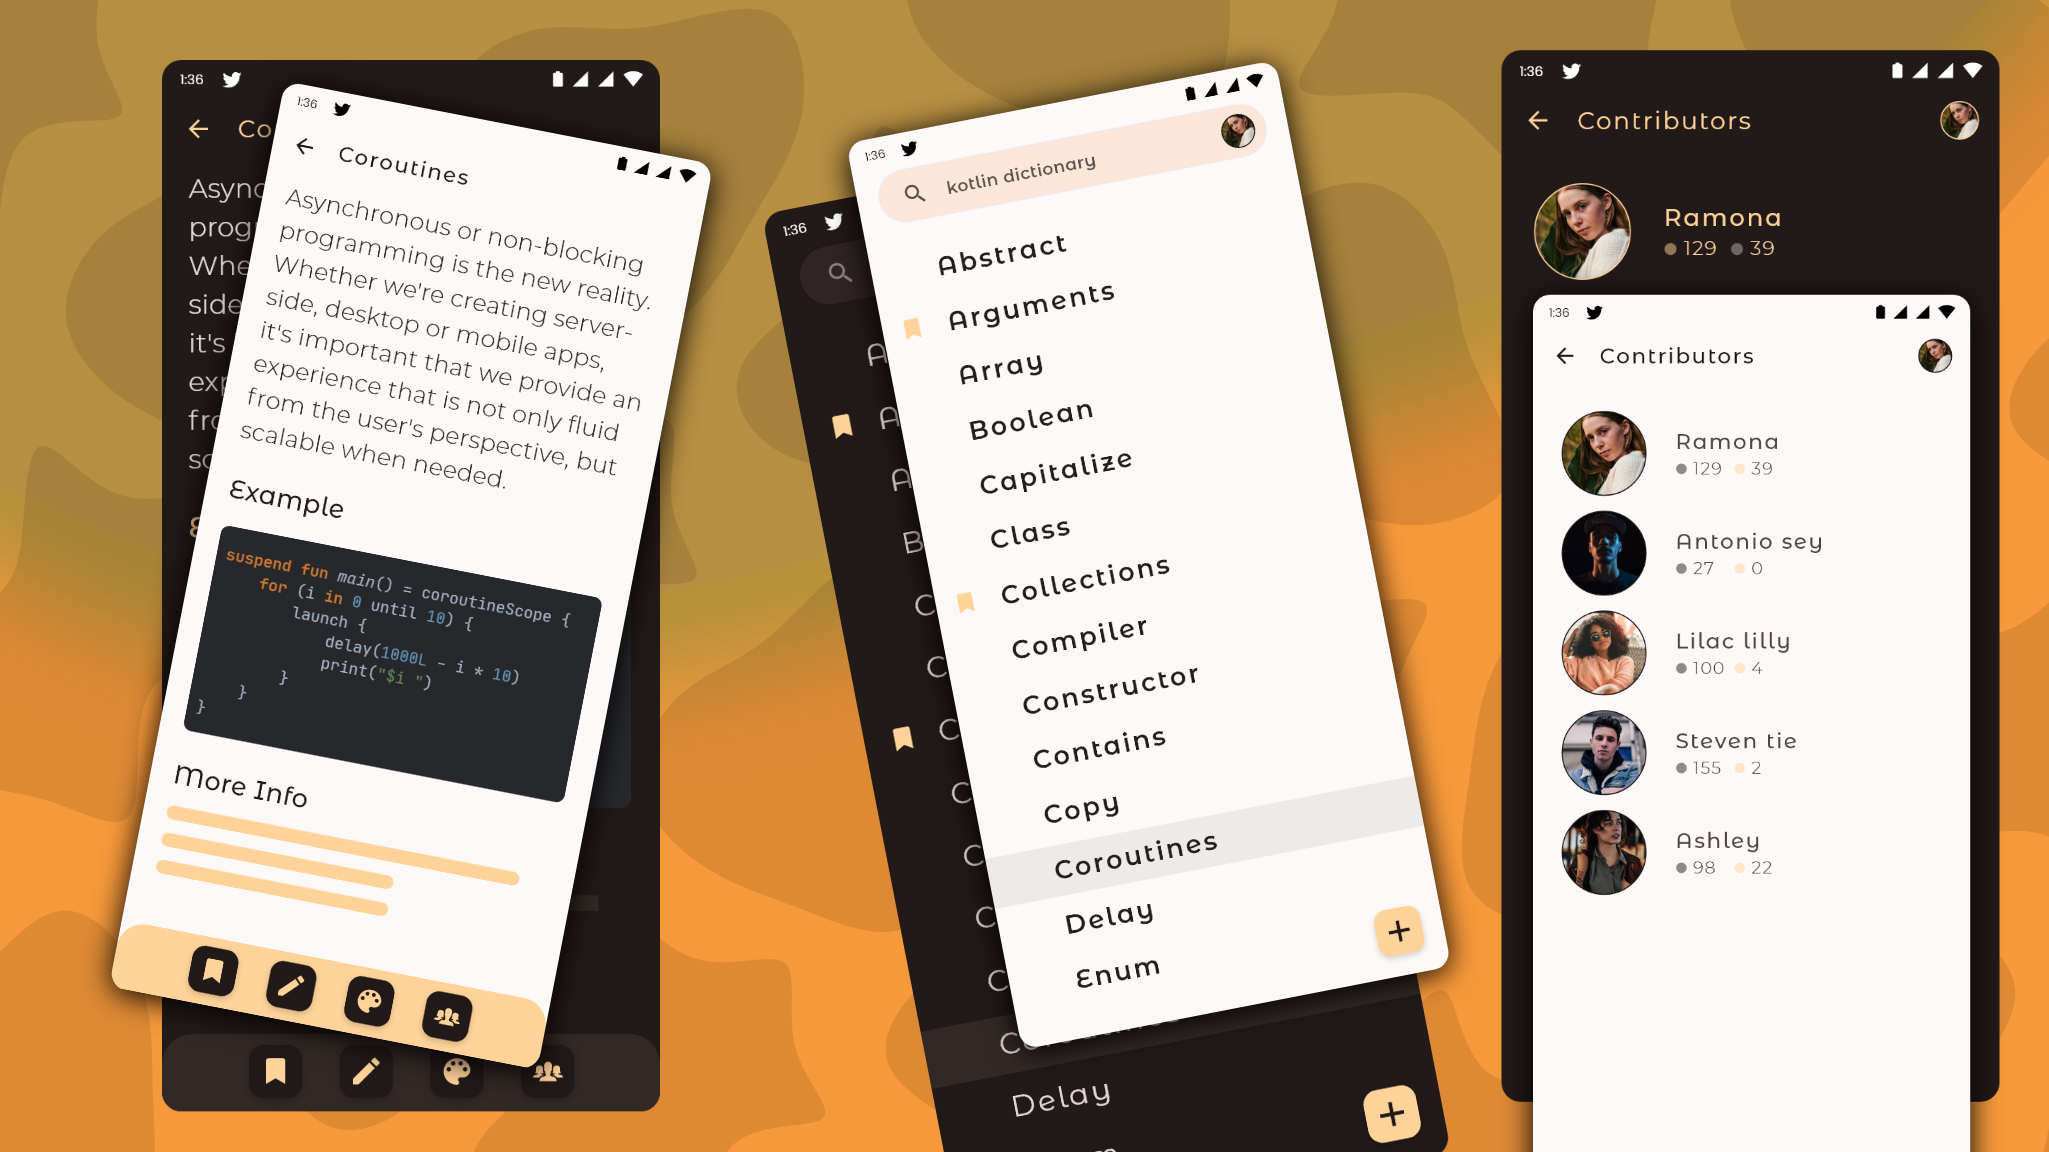 1:36
Co
Async
prog
Whe
side
it's
exp
fro
sc
1:36
Coroutines
Asynchronous or non-blocking
programming is the new reality.
Whether we're creating server-
side, desktop or mobile apps,
it's important that we provide an
experience that is not only fluid
from the user's perspective, but
scalable when needed.
Example
suspend fun main() = coroutineScope {
for (i in 0 until 10) {
launch {
delay(1000L - i * 10)
print("$i ")
}
}
}
More Info
1:36
A
A
A
B
C
C
C
C
C
C
C
Delay
1:36
kotlin dictionary
Abstract
Arguments
Array
Boolean
Capitalize
Class
Collections
Compiler
Constructor
Contains
Copy
Coroutines
Delay
Enum
1:36
Contributors
Ramona
129 39
1:36
Contributors
Ramona
129 39
Antonio sey
27 0
Lilac lilly
100 4
Steven tie
155 2
Ashley
98 22